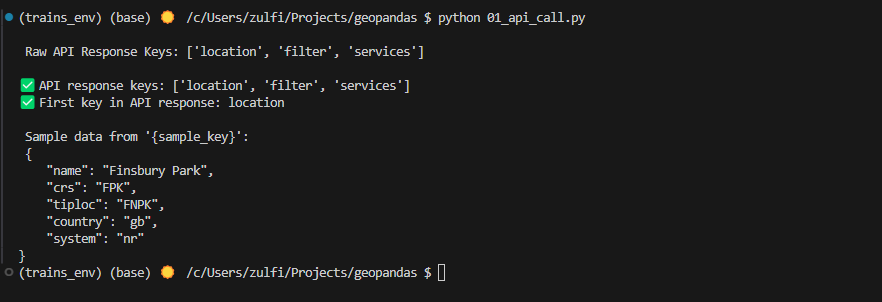 (trains_env) (base) /c/Users/zulfi/Projects/geopandas $ python 01_api_call.py
Raw API Response Keys: ['location', 'filter', 'services']
✅ API response keys: ['location', 'filter', 'services']
✅ First key in API response: location
Sample data from '{sample_key}':
{
"name": "Finsbury Park",
"crs": "FPK",
"tiploc": "FNPK",
"country": "gb",
"system": "nr"
}
(trains_env) (base) /c/Users/zulfi/Projects/geopandas $